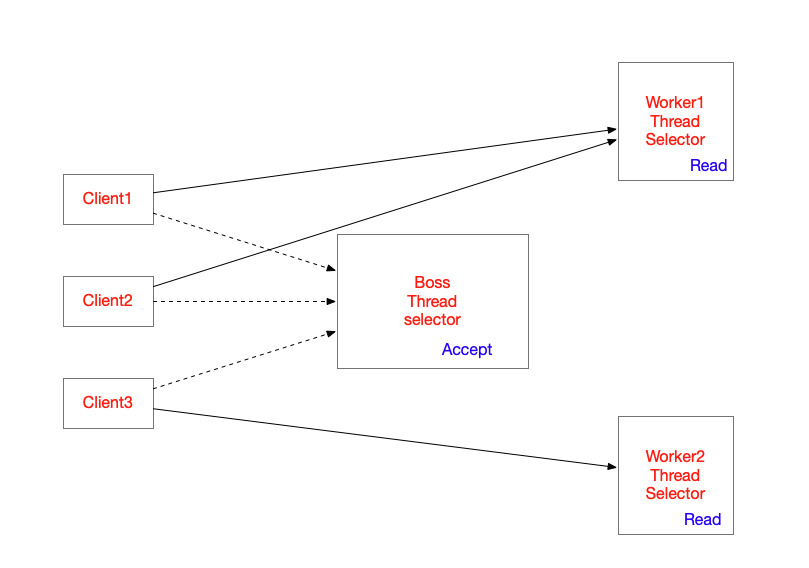 Client1
Client2
Client3
Boss
Thread
selector
Accept
Worker1
Thread
Selector
Read
Worker2
Thread
Selector
Read